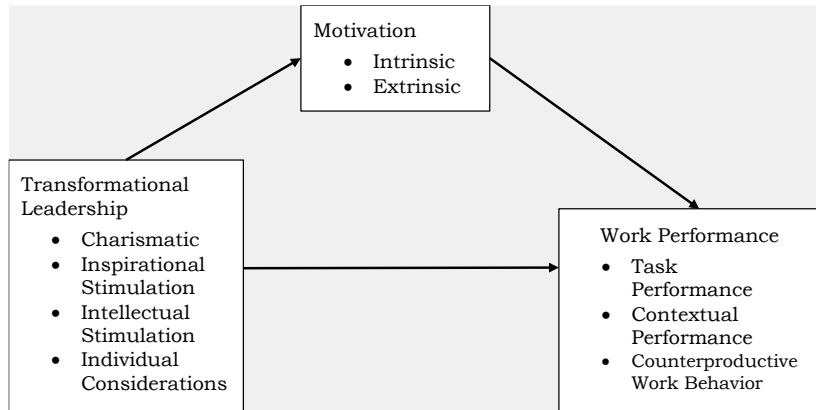 Motivation
• Intrinsic
• Extrinsic
Transformational
Leadership
• Charismatic
• Inspirational
Stimulation
• Intellectual
Stimulation
• Individual
Considerations
Work Performance
• Task
Performance
• Contextual
Performance
• Counterproductive
Work Behavior